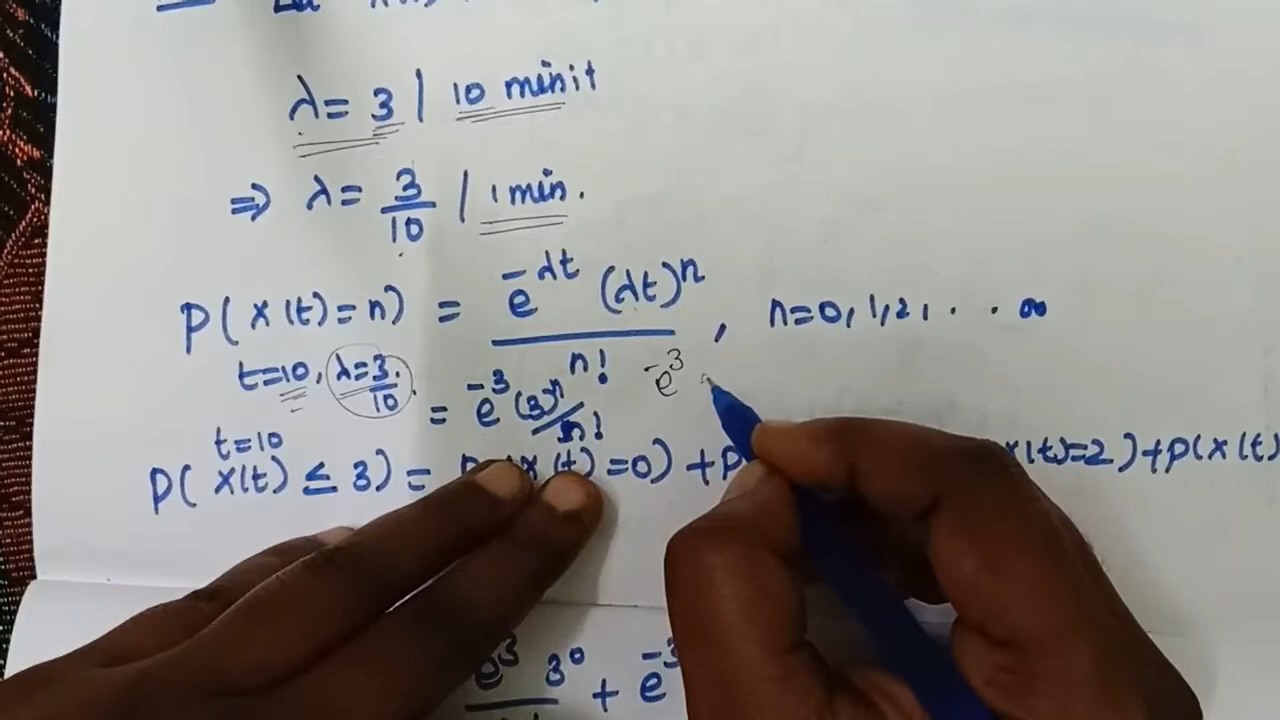 λ = 3 | 10 minit
⇒ λ = 3/10 | 1 min.
P( X(t) = n) = e^-λt (λt)^n / n! , n=0, 1, 2, . . . ∞
t=10, λ=3/10 . = e^-3 (3)^n / n! e^-3
t=10
P( X(t) ≤ 3) = (X(t) = 0) + P X(t)=2) + P(X(t)
3^0 + e^-3